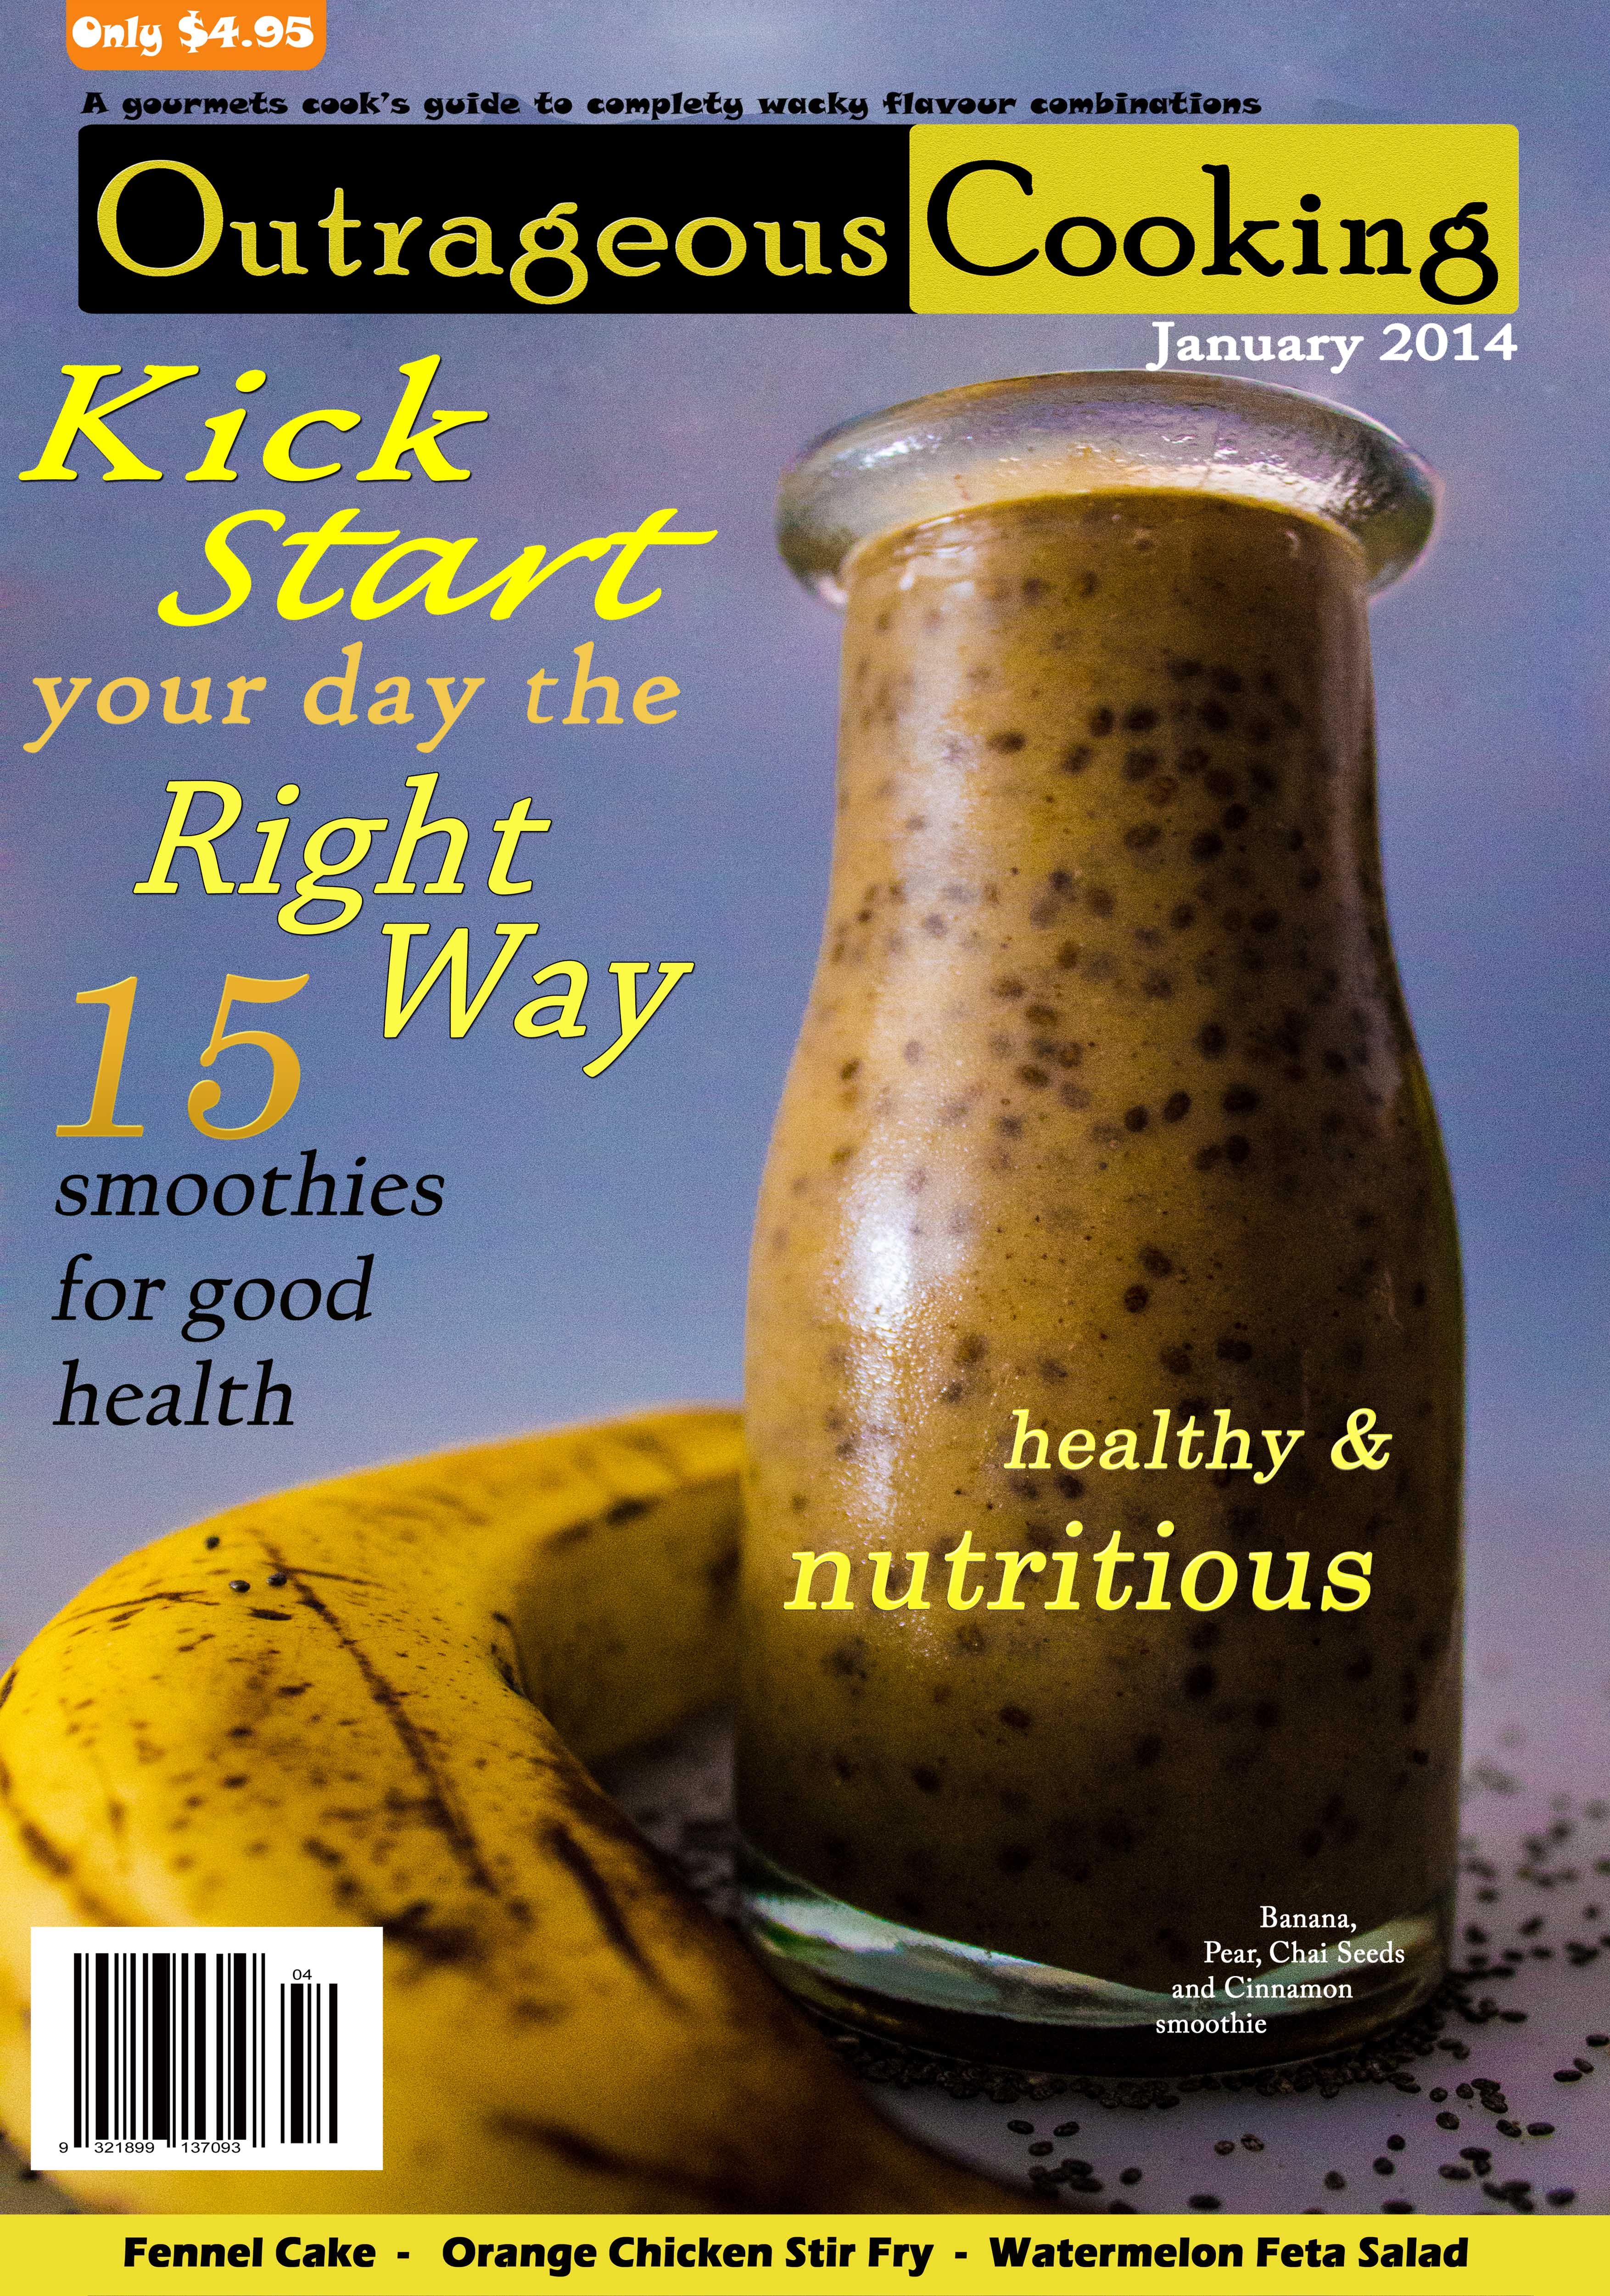 Only $4.95
A gourmets cook's guide to complety wacky flavour combinations
Outrageous Cooking
January 2014
Kick
Start
your day the
Right
Way
15
smoothies
for good
health
healthy &
nutritious
Banana,
Pear, Chai Seeds
and Cinnamon
smoothie
04
9 321899 137093
Fennel Cake - Orange Chicken Stir Fry - Watermelon Feta Salad